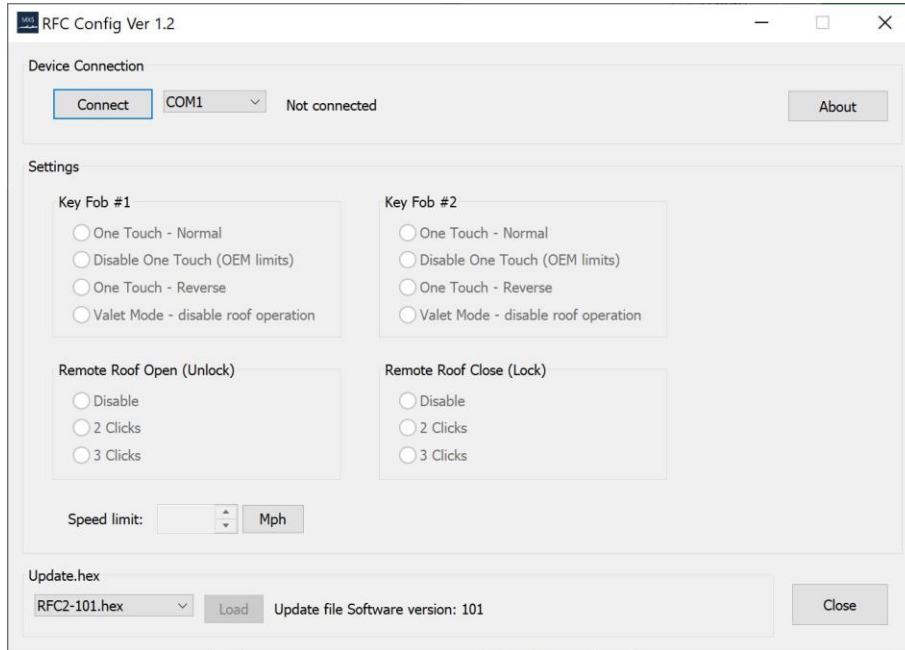 MX5
RFC Config Ver 1.2
Device Connection
Connect
COM1
Not connected
About
Settings
Key Fob #1
One Touch - Normal
Disable One Touch (OEM limits)
One Touch - Reverse
Valet Mode - disable roof operation
Key Fob #2
One Touch - Normal
Disable One Touch (OEM limits)
One Touch - Reverse
Valet Mode - disable roof operation
Remote Roof Open (Unlock)
Disable
2 Clicks
3 Clicks
Remote Roof Close (Lock)
Disable
2 Clicks
3 Clicks
Speed limit:
Mph
Update.hex
RFC2-101.hex
Load
Update file Software version: 101
Close